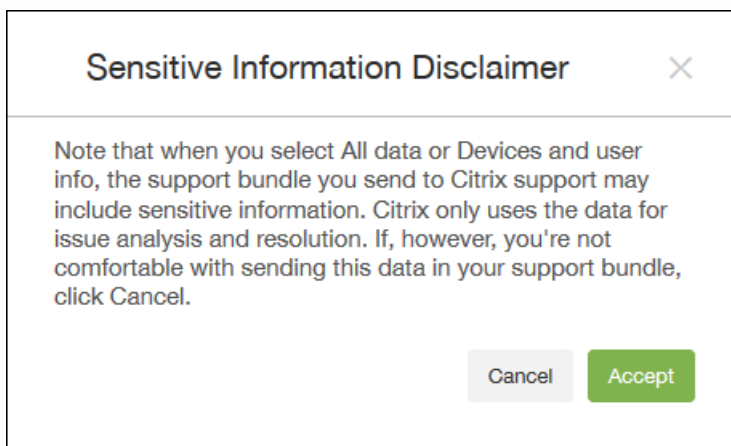 Sensitive Information Disclaimer
Note that when you select All data or Devices and user
info, the support bundle you send to Citrix support may
include sensitive information. Citrix only uses the data for
issue analysis and resolution. If, however, you're not
comfortable with sending this data in your support bundle,
click Cancel.
Cancel
Accept